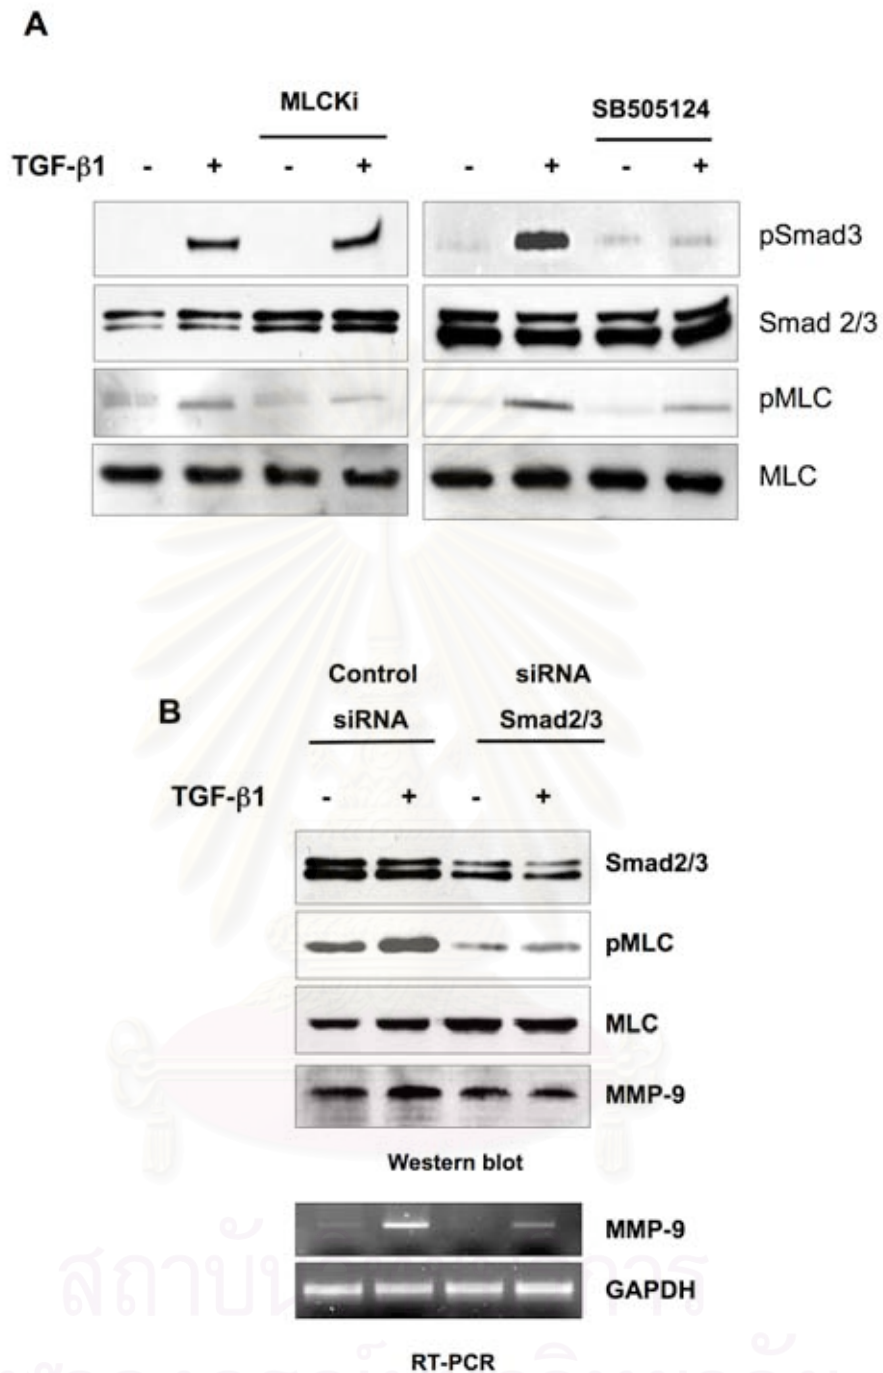 A
MLCKi
SB505124
TGF-β1 - + - + - + - +
pSmad3
Smad 2/3
pMLC
MLC
Control siRNA
B siRNA Smad2/3
TGF-β1 - + - +
Smad2/3
pMLC
MLC
MMP-9
Western blot
MMP-9
GAPDH
RT-PCR